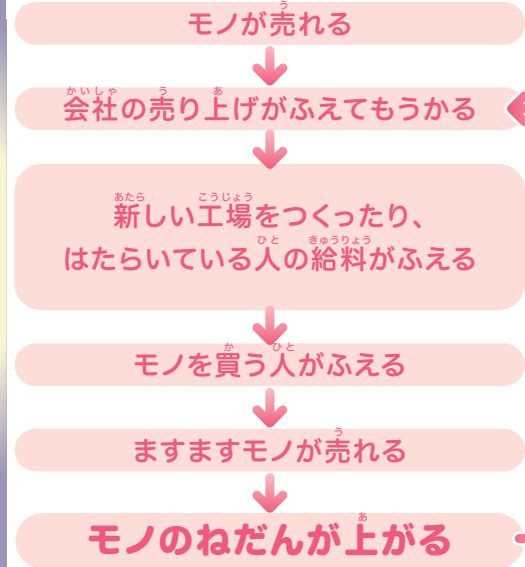 モノが売れる
会社の売り上げがふえてもうかる
新しい工場をつくったり、
はたらいている人の給料がふえる
モノを買う人がふえる
ますますモノが売れる
モノのねだんが上がる